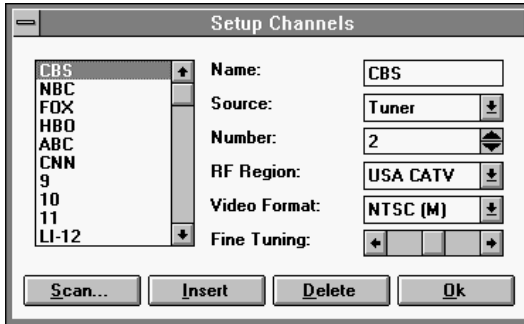 Setup Channels
CBS
NBC
FOX
HBO
ABC
CNN
9
10
11
LI-12
Name:
CBS
Source:
Tuner
Number:
2
RF Region:
USA CATV
Video Format:
NTSC (M)
Fine Tuning:
Scan...
Insert
Delete
Ok